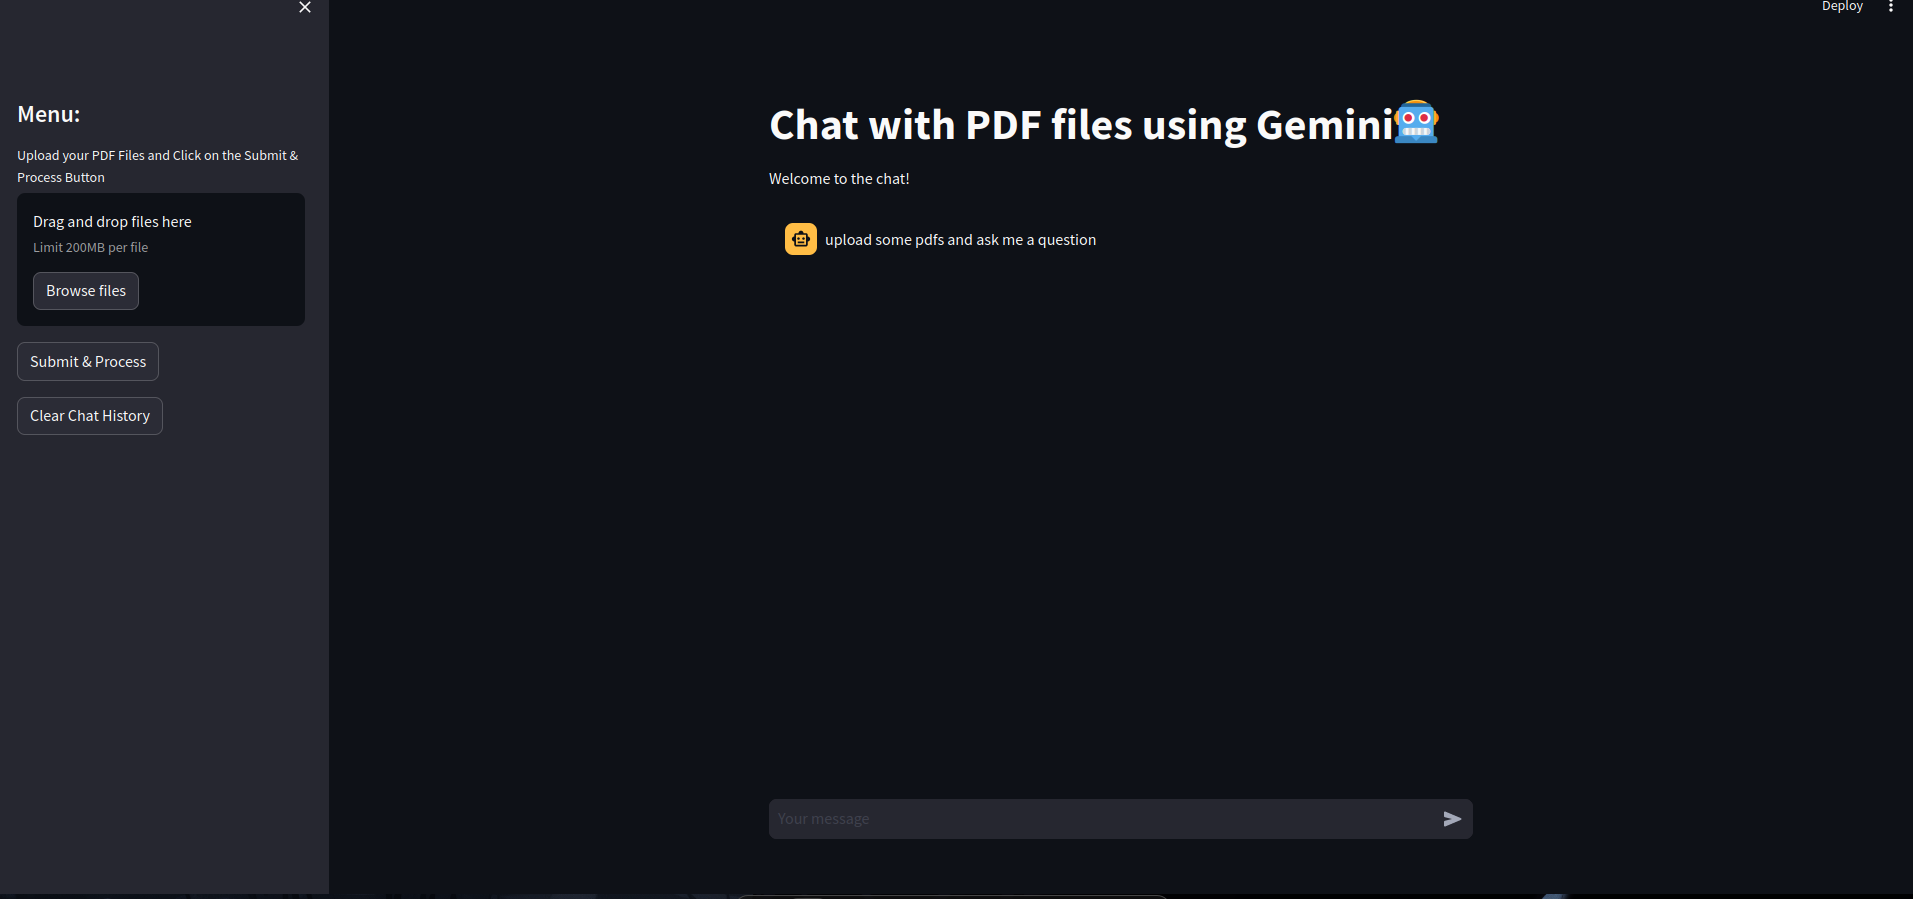 Deploy
Menu:
Upload your PDF Files and Click on the Submit &
Process Button
Drag and drop files here
Limit 200MB per file
Browse files
Submit & Process
Clear Chat History
Chat with PDF files using Gemini🤖
Welcome to the chat!
upload some pdfs and ask me a question
Your message